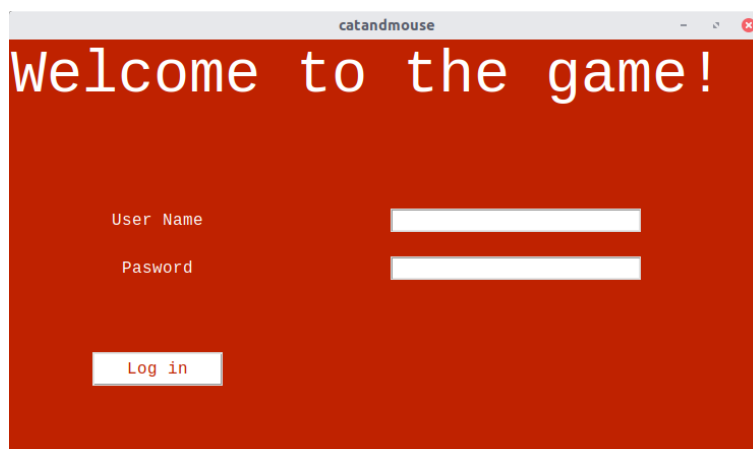 catandmouse
Welcome to the game!
User Name
Pasword
Log in